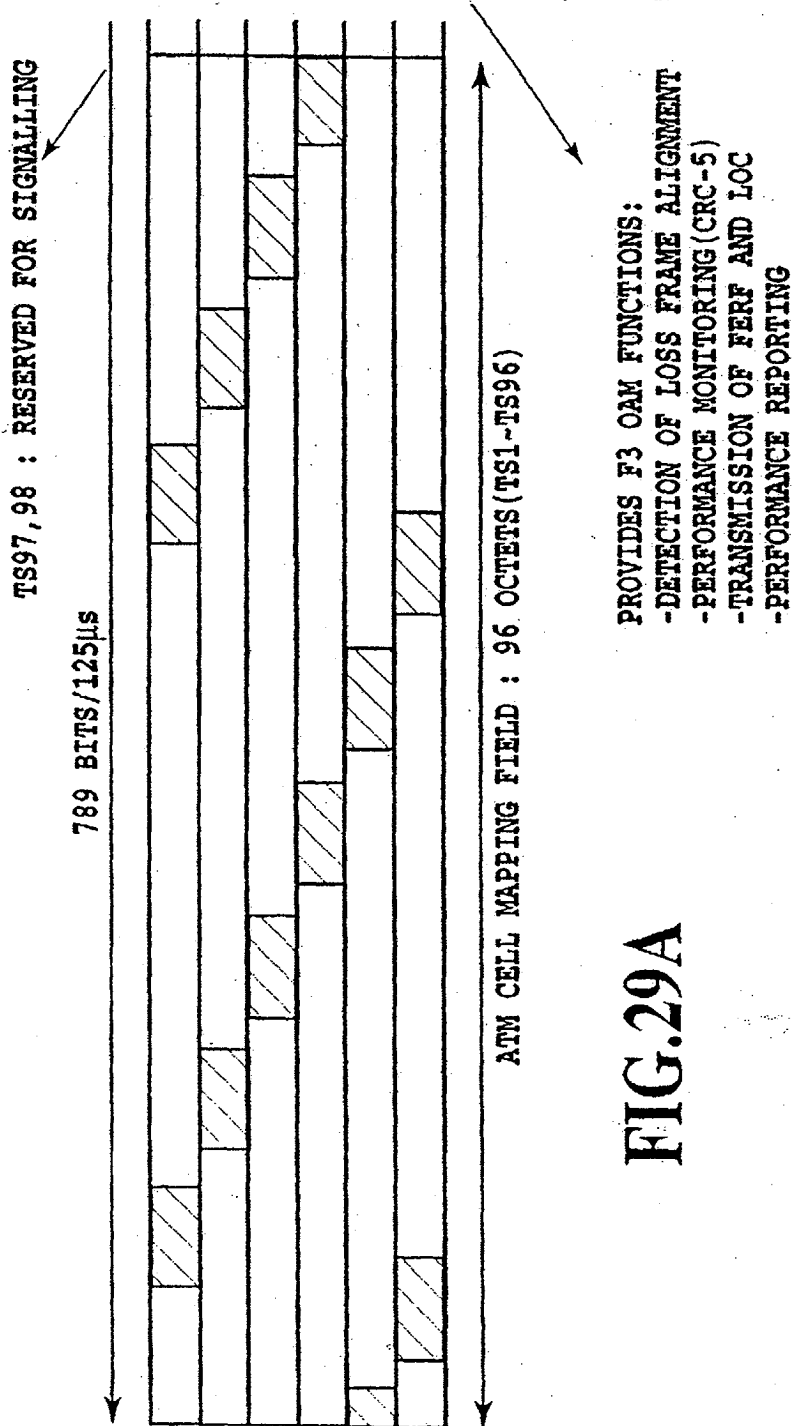 TS97,98 : RESERVED FOR SIGNALLING
789 BITS/125µs
ATM CELL MAPPING FIELD : 96 OCTETS(TS1~TS96)
PROVIDES F3 OAM FUNCTIONS:
-DETECTION OF LOSS FRAME ALIGNMENT
-PERFORMANCE MONITORING(CRC-5)
-TRANSMISSION OF FERF AND LOC
-PERFORMANCE REPORTING
FIG.29A